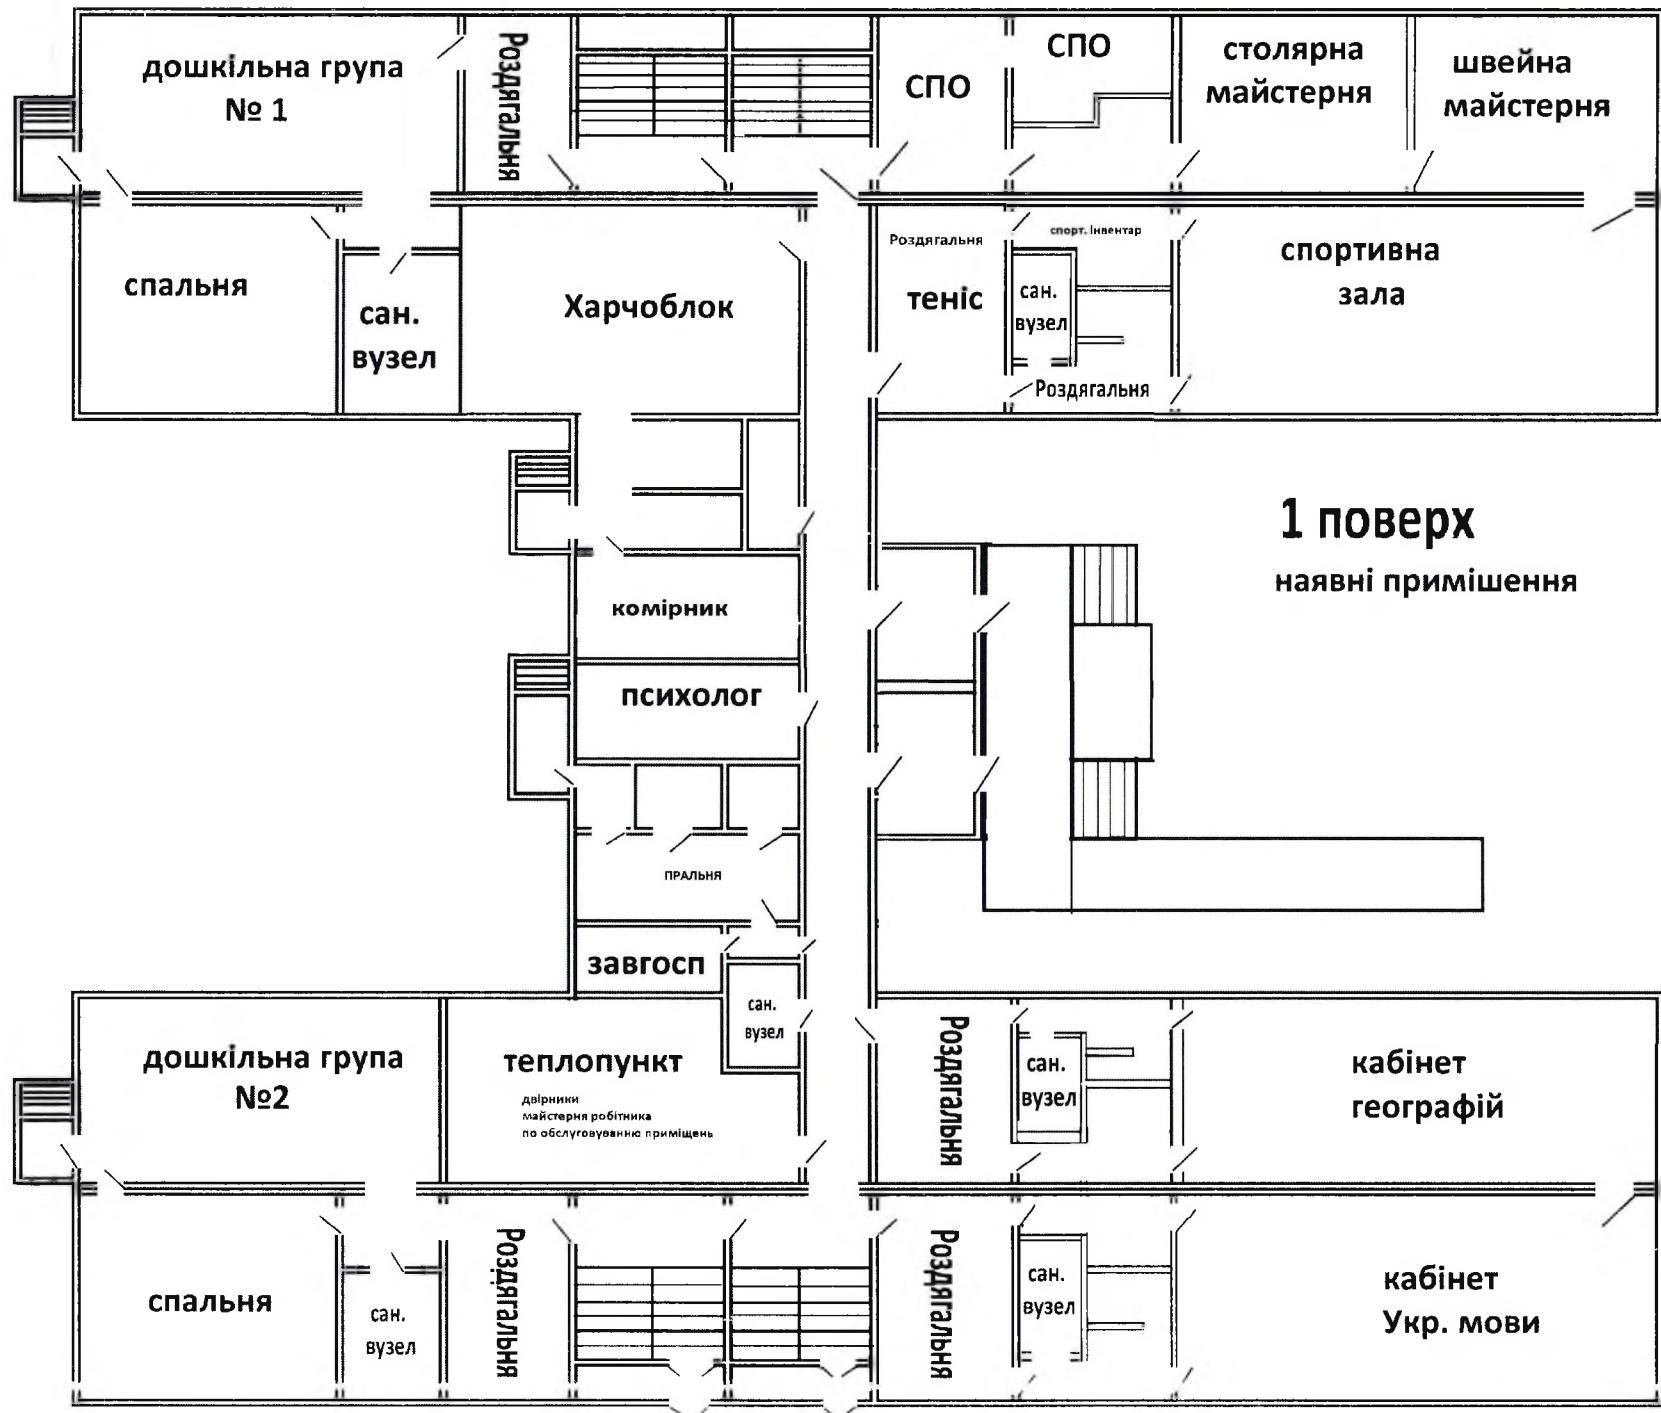 дошкільна група
№ 1
Роздягальня
СПО
СПО
столярна
майстерня
швейна
майстерня
спальня
сан.
вузел
Харчоблок
Роздягальня
теніс
спорт. Інвентар
сан.
вузел
Роздягальня
спортивна
зала
1 поверх
наявні примішення
комірник
психолог
ПРАЛЬНЯ
завгосп
сан.
вузел
дошкільна група
№2
теплопункт
двірники
майстерня робітника
по обслуговуванню приміщень
Роздягальня
сан.
вузел
кабінет
географій
спальня
сан.
вузел
Роздягальня
Роздягальня
сан.
вузел
кабінет
Укр. мови